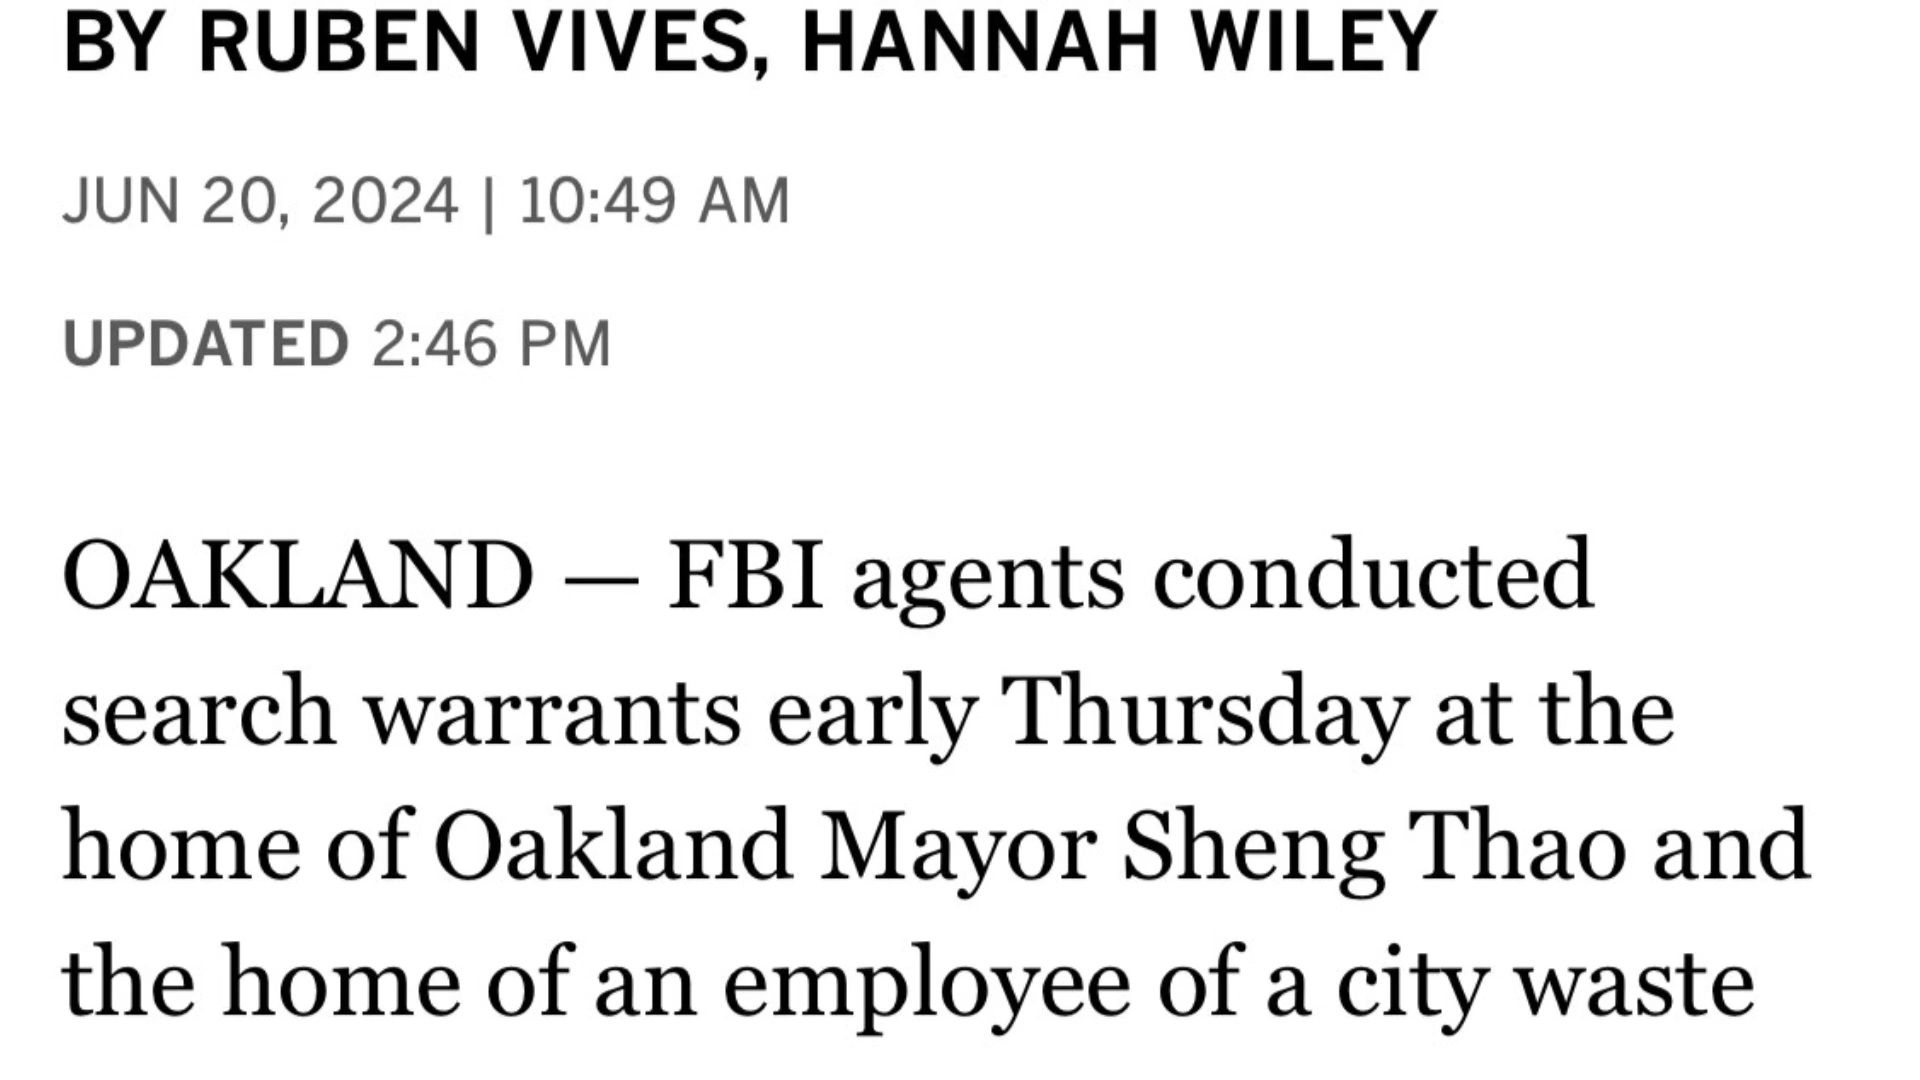 BY RUBEN VIVES, HANNAH WILEY
JUN 20, 2024 | 10:49 AM
UPDATED 2:46 PM
OAKLAND — FBI agents conducted
search warrants early Thursday at the
home of Oakland Mayor Sheng Thao and
the home of an employee of a city waste